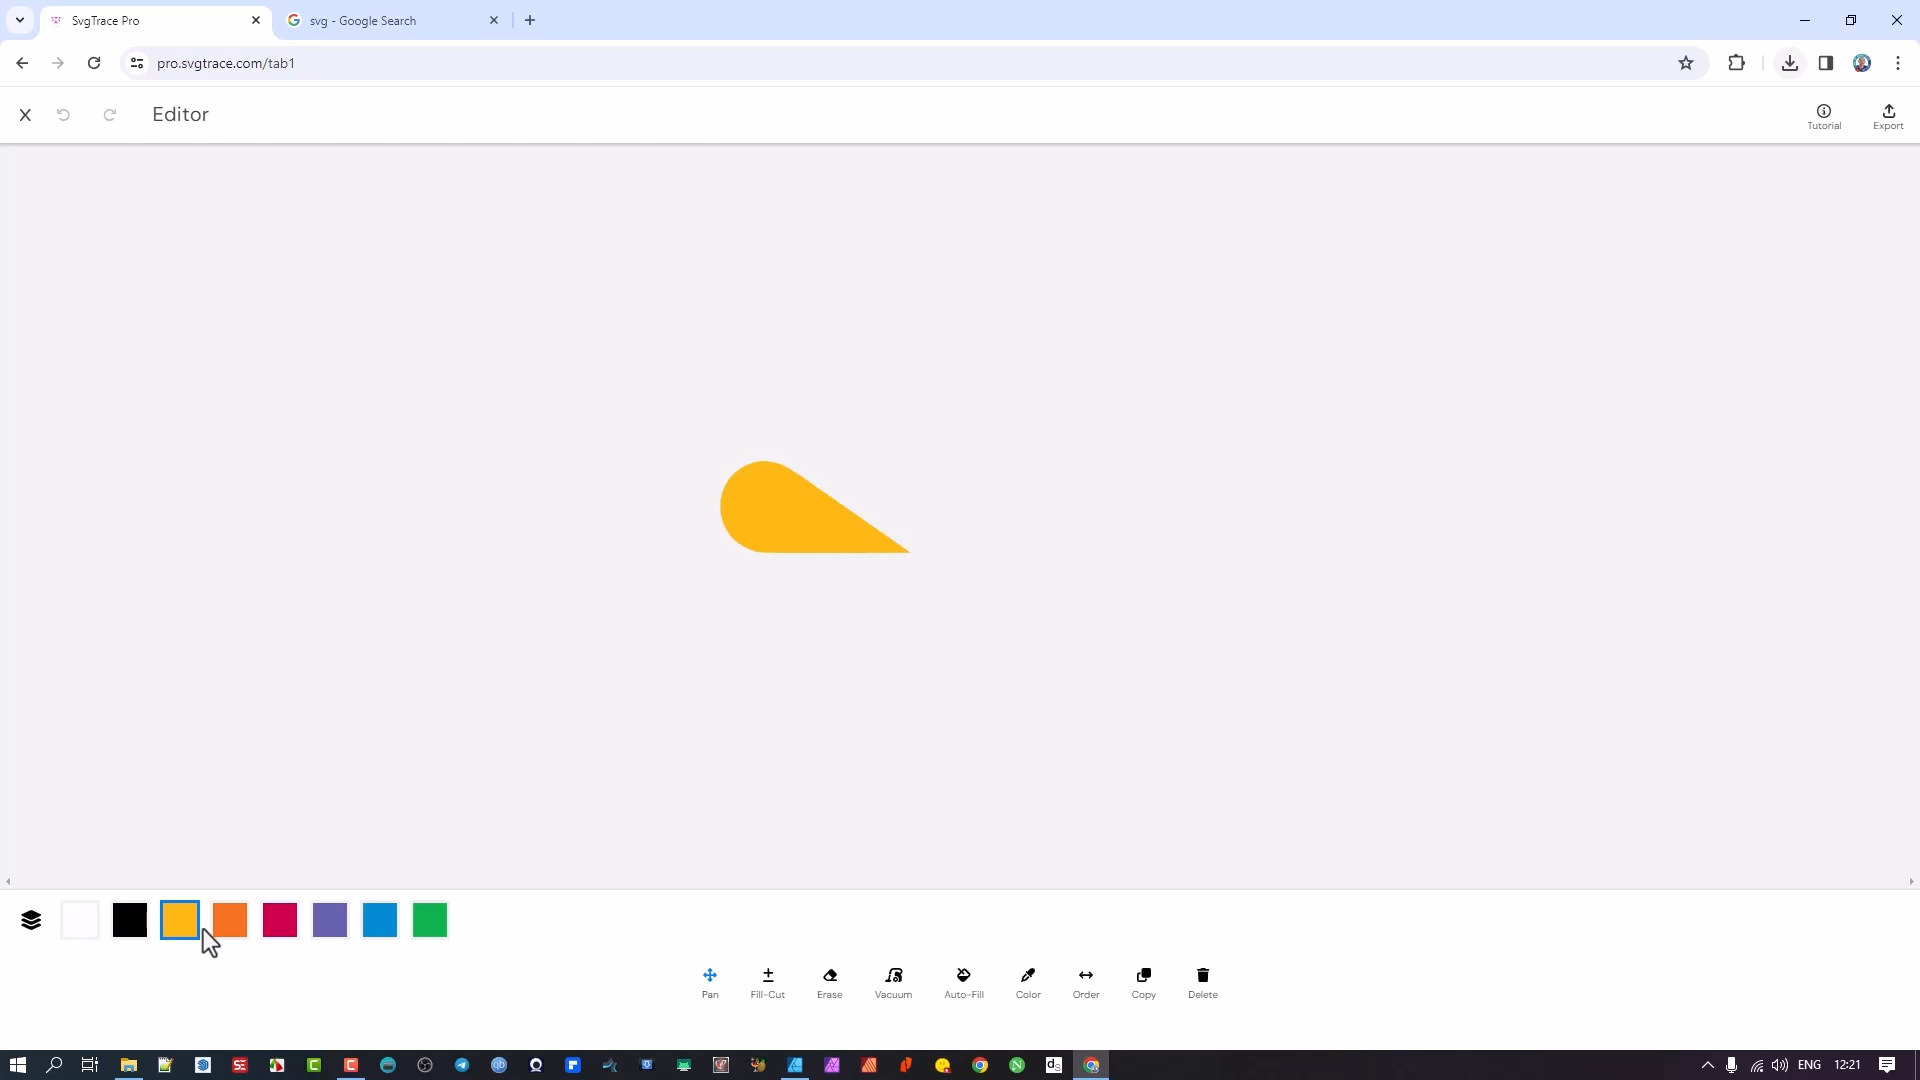 SvgTrace Pro
svg - Google Search
pro.svgtrace.com/tab1
Editor
Tutorial
Export
Pan
Fill-Cut
Erase
Vacuum
Auto-Fill
Color
Order
Copy
Delete
ENG
12:21